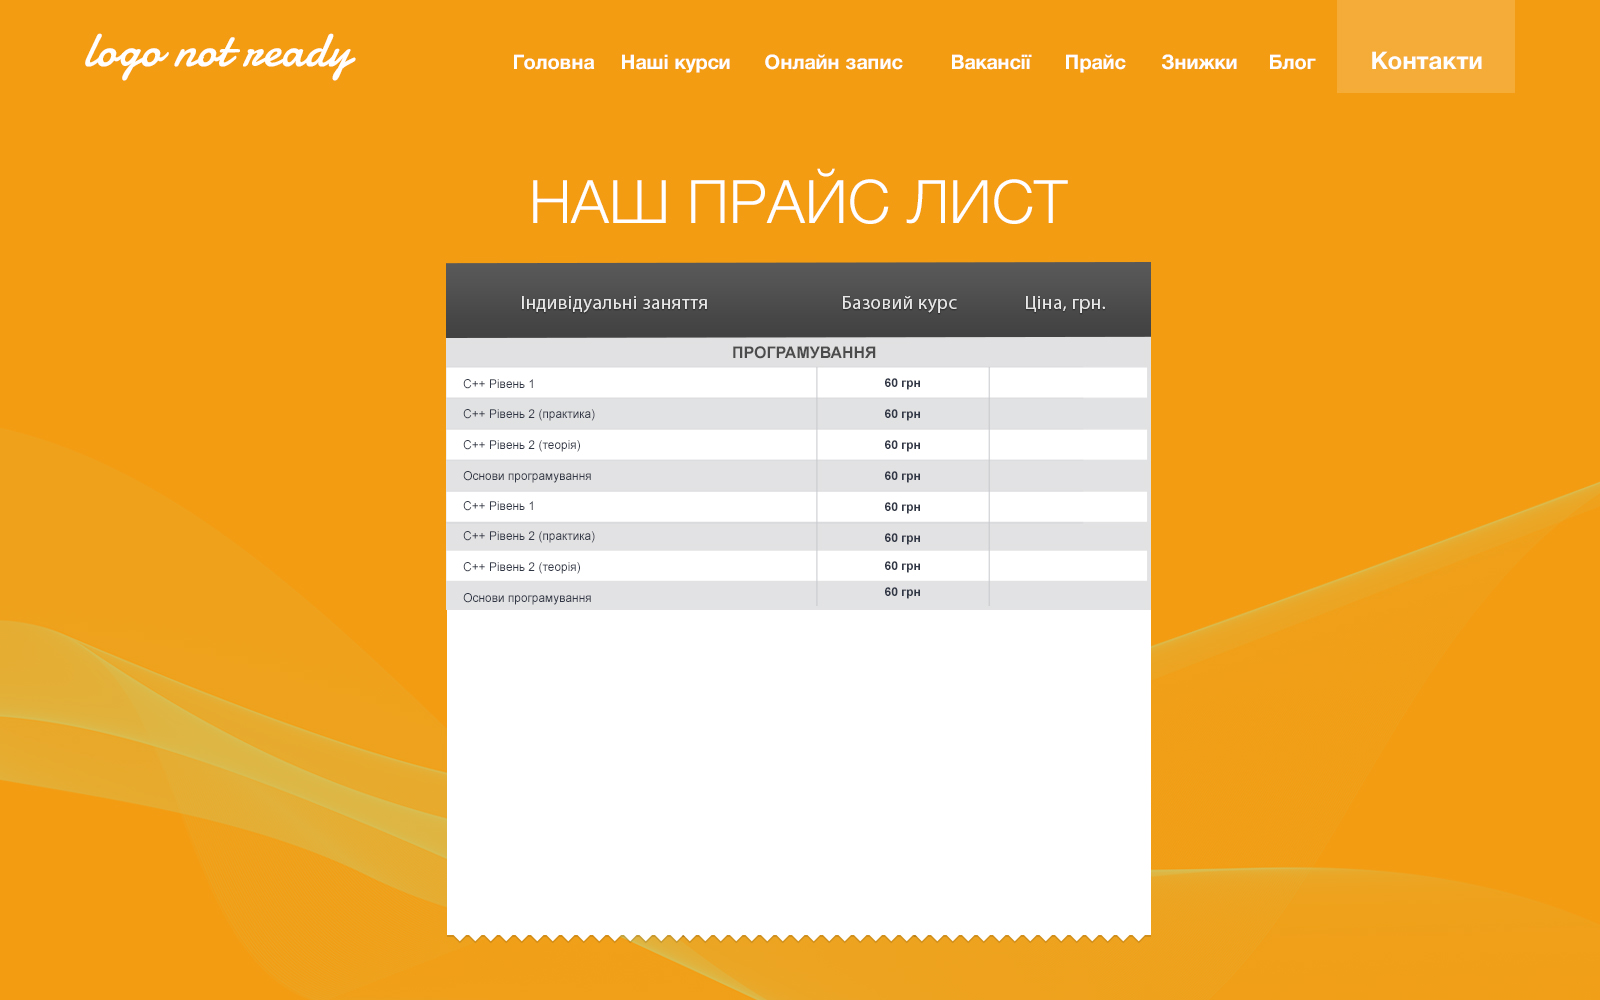 logo not ready
Головна Наші курси Онлайн запис Вакансії Прайс Знижки Блог Контакти
НАШ ПРАЙС ЛИСТ
Індивідуальні заняття Базовий курс Ціна, грн.
ПРОГРАМУВАННЯ
С++ Рівень 1 60 грн
С++ Рівень 2 (практика) 60 грн
С++ Рівень 2 (теорія) 60 грн
Основи програмування 60 грн
С++ Рівень 1 60 грн
С++ Рівень 2 (практика) 60 грн
С++ Рівень 2 (теорія) 60 грн
Основи програмування 60 грн